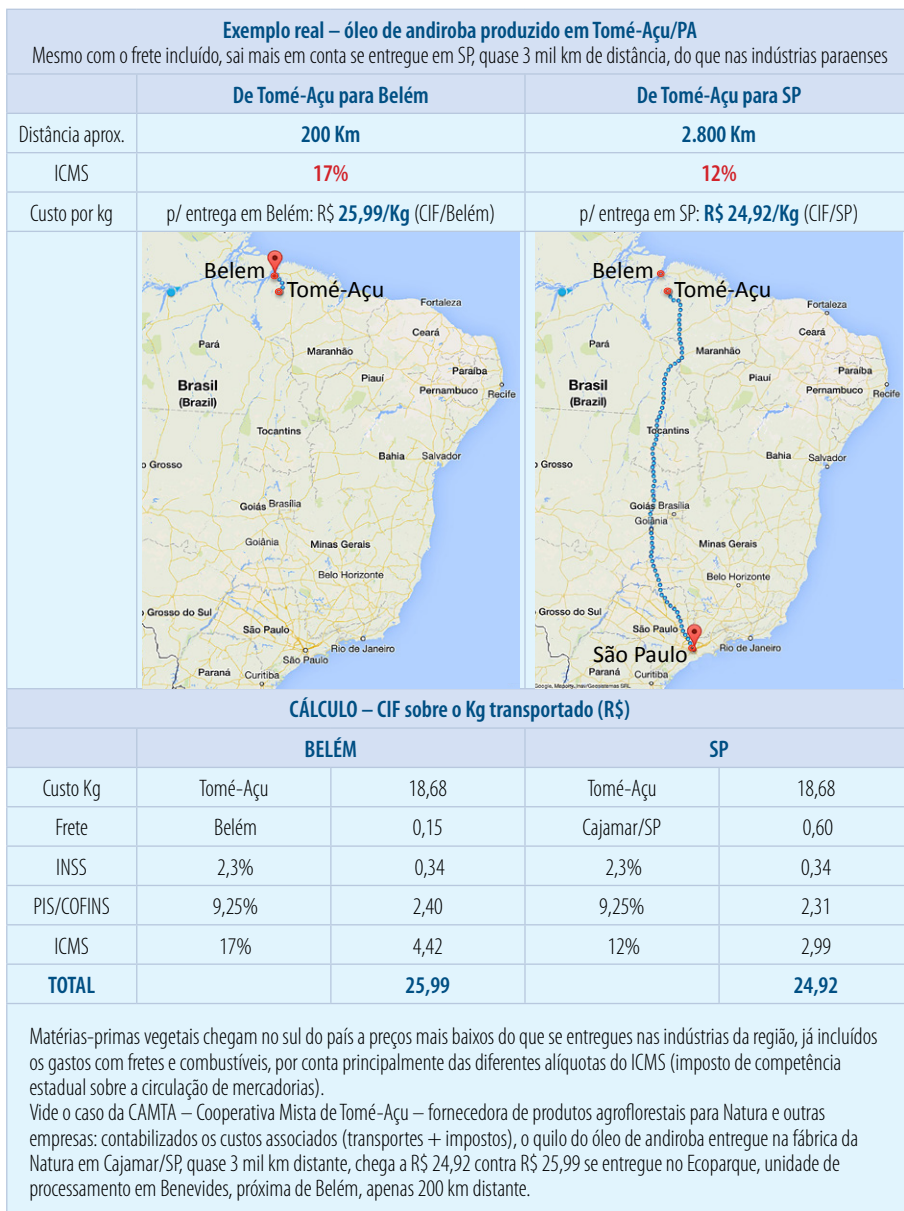 Exemplo real – óleo de andiroba produzido em Tomé-Açu/PA
Mesmo com o frete incluído, sai mais em conta se entregue em SP, quase 3 mil km de distância, do que nas indústrias paraenses
De Tomé-Açu para Belém De Tomé-Açu para SP
Distância aprox. 200 Km 2.800 Km
ICMS 17% 12%
Custo por kg p/ entrega em Belém: R$ 25,99/Kg (CIF/Belém) p/ entrega em SP: R$ 24,92/Kg (CIF/SP)
Belem
Tomé-Açu
Fortaleza
Ceará
Pará
Maranhão
Paraíba
Piauí
Brasil
(Brazil)
Pernambuco
Recife
Tocantins
Bahia
Salvador
o Grosso
Goiás
Brasília
Goiânia
Minas Gerais
Belo Horizonte
Grosso do Sul
São Paulo
São Paulo
Rio de Janeiro
Paraná
Curitiba
Belem
Tomé-Açu
Fortaleza
Ceará
Pará
Maranhão
Paraíba
Piauí
Brasil
(Brazil)
Pernambuco
Recife
Tocantins
Bahia
Salvador
o Grosso
Goiás
Brasília
Goiânia
Minas Gerais
Belo Horizonte
Grosso do Sul
São Paulo
São Paulo
Rio de Janeiro
Paraná
Curitiba
CÁLCULO – CIF sobre o Kg transportado (R$)
BELÉM SP
Custo Kg Tomé-Açu 18,68 Tomé-Açu 18,68
Frete Belém 0,15 Cajamar/SP 0,60
INSS 2,3% 0,34 2,3% 0,34
PIS/COFINS 9,25% 2,40 9,25% 2,31
ICMS 17% 4,42 12% 2,99
TOTAL 25,99 24,92
Matérias-primas vegetais chegam no sul do país a preços mais baixos do que se entregues nas indústrias da região, já incluídos
os gastos com fretes e combustíveis, por conta principalmente das diferentes alíquotas do ICMS (imposto de competência
estadual sobre a circulação de mercadorias).
Vide o caso da CAMTA – Cooperativa Mista de Tomé-Açu – fornecedora de produtos agroflorestais para Natura e outras
empresas: contabilizados os custos associados (transportes + impostos), o quilo do óleo de andiroba entregue na fábrica da
Natura em Cajamar/SP, quase 3 mil km distante, chega a R$ 24,92 contra R$ 25,99 se entregue no Ecoparque, unidade de
processamento em Benevides, próxima de Belém, apenas 200 km distante.